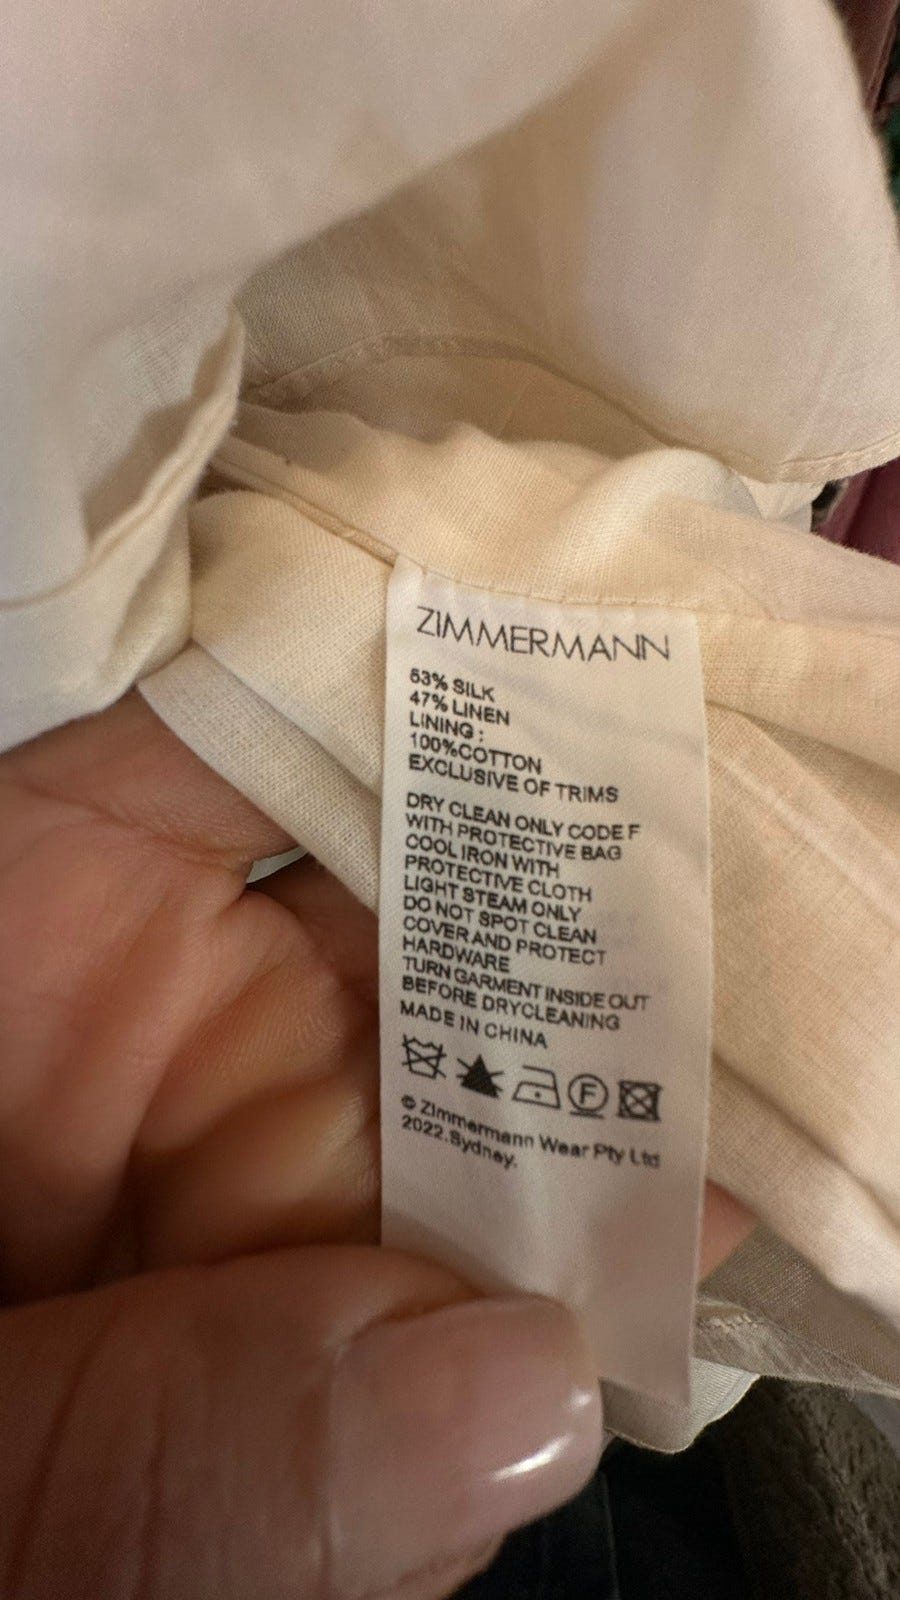 ZIMMERMANN
53% SILK
47% LINEN
LINING :
100%COTTON
EXCLUSIVE OF TRIMS
DRY CLEAN ONLY CODE F
WITH PROTECTIVE BAG
COOL IRON WITH
PROTECTIVE CLOTH
LIGHT STEAM ONLY
DO NOT SPOT CLEAN
COVER AND PROTECT
HARDWARE
TURN GARMENT INSIDE OUT
BEFORE DRYCLEANING
MADE IN CHINA
F
© Zimmermann Wear Pty Ltd
2022.Sydney.